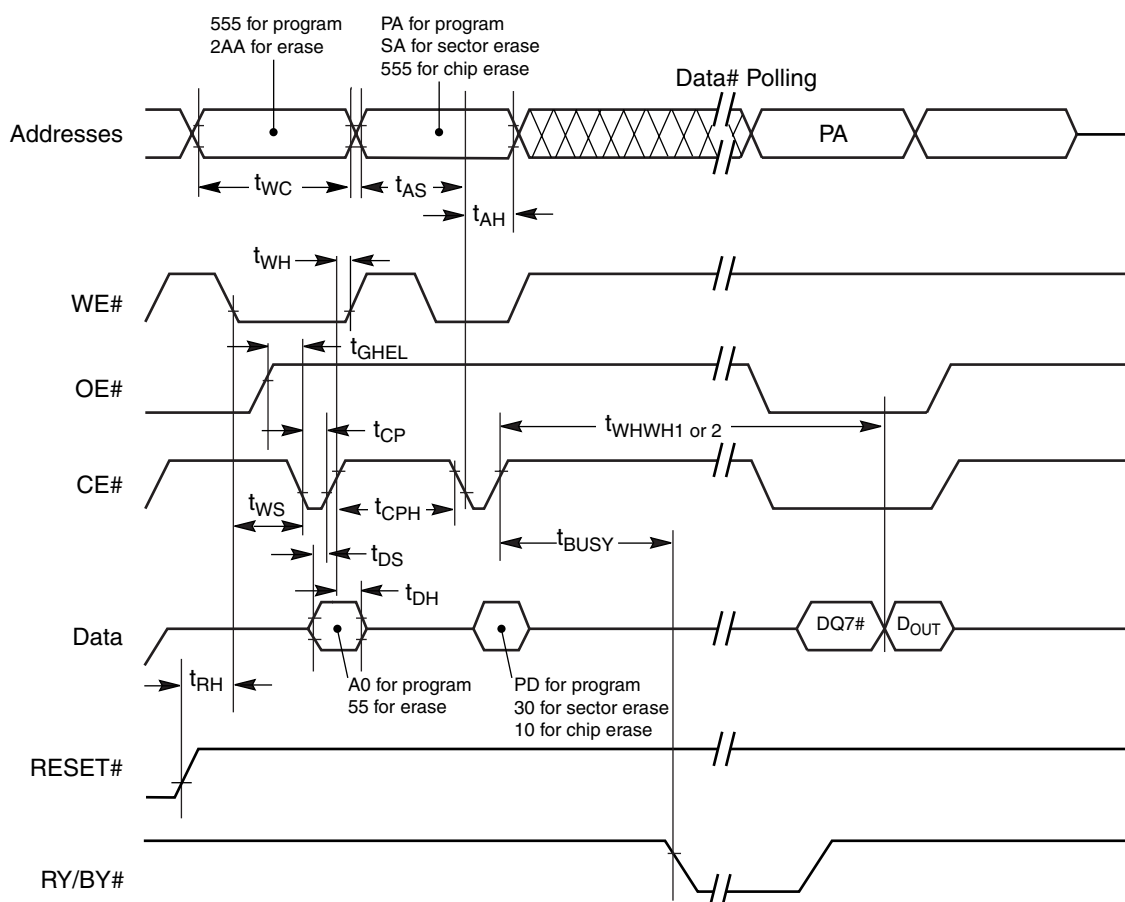 555 for program
2AA for erase
PA for program
SA for sector erase
555 for chip erase
Data# Polling
Addresses
PA
tWC
tAS
tAH
tWH
WE#
tGHEL
OE#
tWHWH1 or 2
tCP
CE#
tWS
tCPH
tBUSY
tDS
tDH
Data
DQ7#
DOUT
tRH
A0 for program
55 for erase
PD for program
30 for sector erase
10 for chip erase
RESET#
RY/BY#